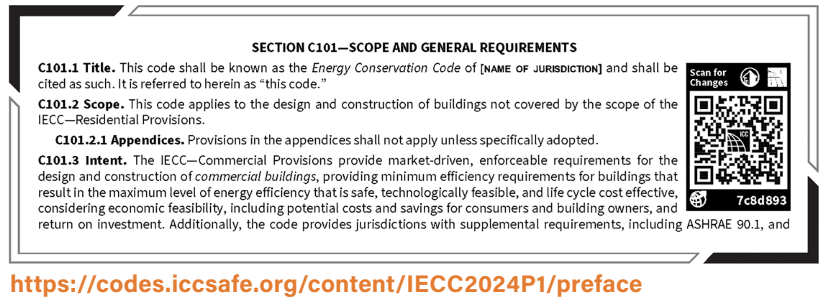 SECTION C101—SCOPE AND GENERAL REQUIREMENTS
C101.1 Title. This code shall be known as the Energy Conservation Code of [NAME OF JURISDICTION] and shall be
cited as such. It is referred to herein as “this code.”
C101.2 Scope. This code applies to the design and construction of buildings not covered by the scope of the
IECC—Residential Provisions.
C101.2.1 Appendices. Provisions in the appendices shall not apply unless specifically adopted.
C101.3 Intent. The IECC—Commercial Provisions provide market-driven, enforceable requirements for the
design and construction of commercial buildings, providing minimum efficiency requirements for buildings that
result in the maximum level of energy efficiency that is safe, technologically feasible, and life cycle cost effective,
considering economic feasibility, including potential costs and savings for consumers and building owners, and
return on investment. Additionally, the code provides jurisdictions with supplemental requirements, including ASHRAE 90.1, and
Scan for
Changes
ICC
7c8d893
https://codes.iccsafe.org/content/IECC2024P1/preface